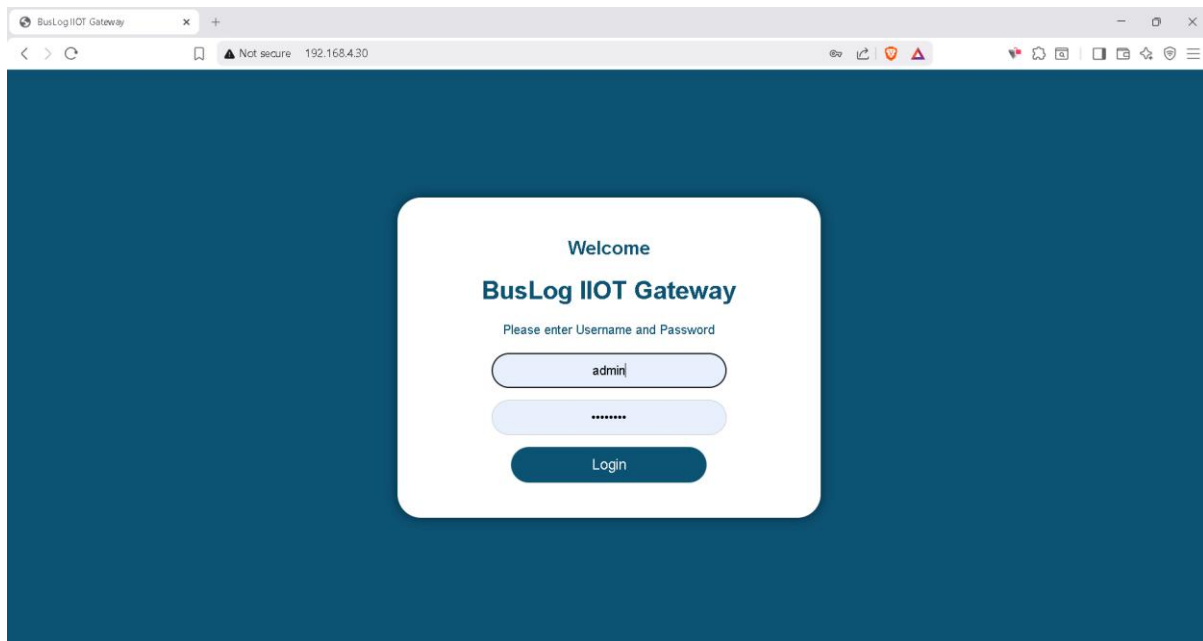 BusLog IIOT Gateway
Not secure 192.168.4.30
Welcome
BusLog IIOT Gateway
Please enter Username and Password
admin
••••••••
Login